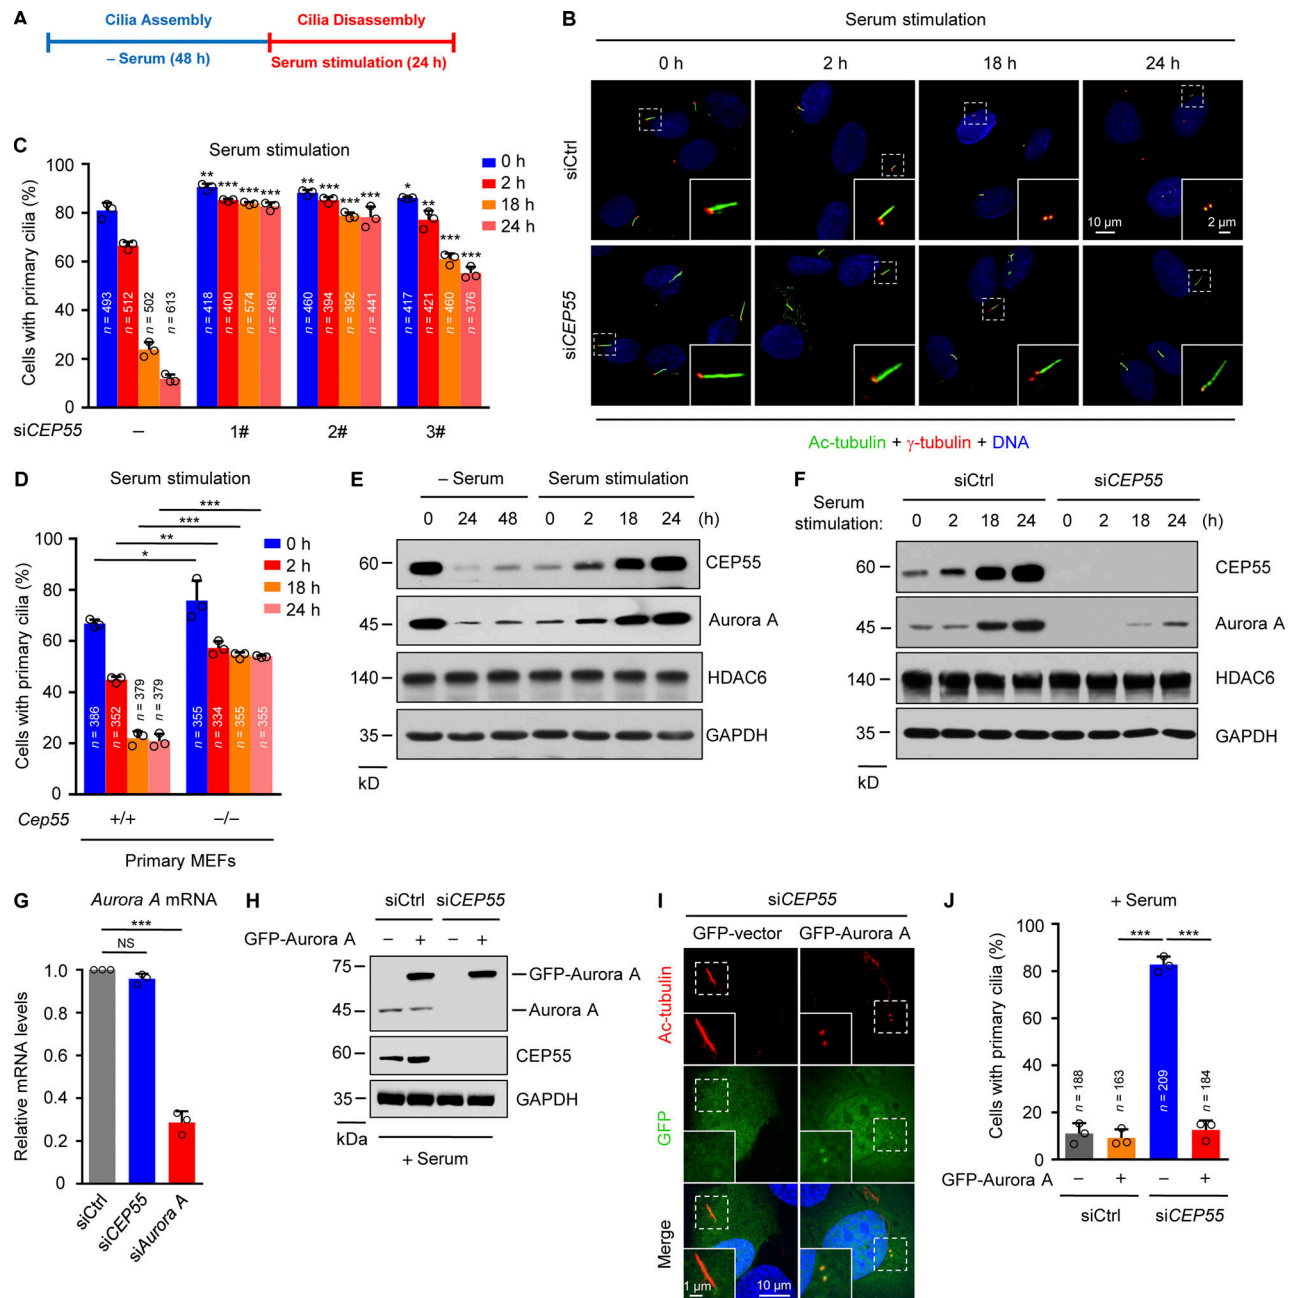 A
Cilia Assembly
Cilia Disassembly
– Serum (48 h)
Serum stimulation (24 h)
B
Serum stimulation
0 h
2 h
18 h
24 h
siCtrl
siCEP55
10 µm
2 µm
Ac-tubulin + γ-tubulin + DNA
C
Serum stimulation
Cells with primary cilia (%)
100
80
60
40
20
0
0 h
2 h
18 h
24 h
** *** *** ***
** *** *** ***
* ** *** ***
n = 493
n = 512
n = 502
n = 613
n = 418
n = 400
n = 574
n = 498
n = 460
n = 394
n = 392
n = 441
n = 417
n = 421
n = 460
n = 376
siCEP55
–
1#
2#
3#
D
Serum stimulation
***
***
**
*
Cells with primary cilia (%)
100
80
60
40
20
0
0 h
2 h
18 h
24 h
n = 386
n = 352
n = 379
n = 379
n = 355
n = 334
n = 355
n = 355
Cep55
+/+
–/–
Primary MEFs
E
– Serum
Serum stimulation
0 24 48 0 2 18 24 (h)
60
CEP55
45
Aurora A
140
HDAC6
35
GAPDH
kD
F
siCtrl
siCEP55
Serum
stimulation:
0 2 18 24 0 2 18 24 (h)
60
CEP55
45
Aurora A
140
HDAC6
35
GAPDH
kD
G
Aurora A mRNA
***
NS
Relative mRNA levels
1.0
0.8
0.6
0.4
0.2
0
siCtrl
siCEP55
siAurora A
H
siCtrl
siCEP55
GFP-Aurora A
– + – +
75
GFP-Aurora A
45
Aurora A
60
CEP55
35
GAPDH
kDa
+ Serum
I
siCEP55
GFP-vector
GFP-Aurora A
Ac-tubulin
GFP
Merge
1 µm
10 µm
J
+ Serum
*** ***
Cells with primary cilia (%)
100
80
60
40
20
0
n = 188
n = 163
n = 209
n = 184
GFP-Aurora A
– + – +
siCtrl
siCEP55